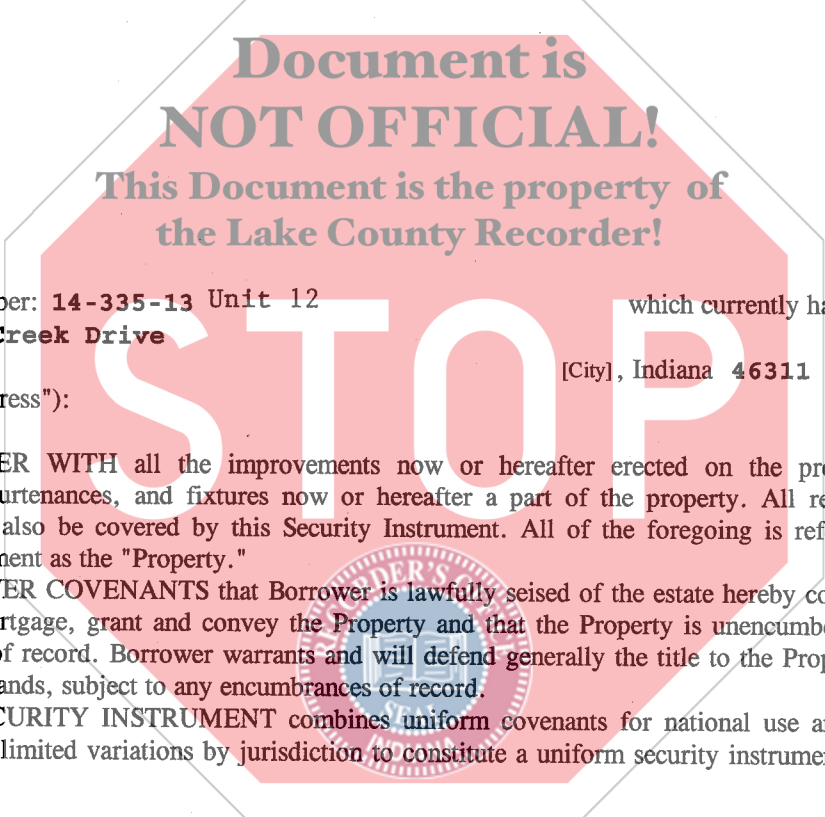 Document is
NOT OFFICIAL!
This Document is the property of
the Lake County Recorder!
STOP
ber: 14-335-13 Unit 12 which currently ha
Creek Drive
[City], Indiana 46311
ress"):
ER WITH all the improvements now or hereafter erected on the pro
urtenances, and fixtures now or hereafter a part of the property. All re
also be covered by this Security Instrument. All of the foregoing is ref
ment as the "Property."
ER COVENANTS that Borrower is lawfully seised of the estate hereby co
rtgage, grant and convey the Property and that the Property is unencumbe
of record. Borrower warrants and will defend generally the title to the Prop
ands, subject to any encumbrances of record.
CURITY INSTRUMENT combines uniform covenants for national use a
limited variations by jurisdiction to constitute a uniform security instrume
RECORDER'S
SEAL
INDIANA